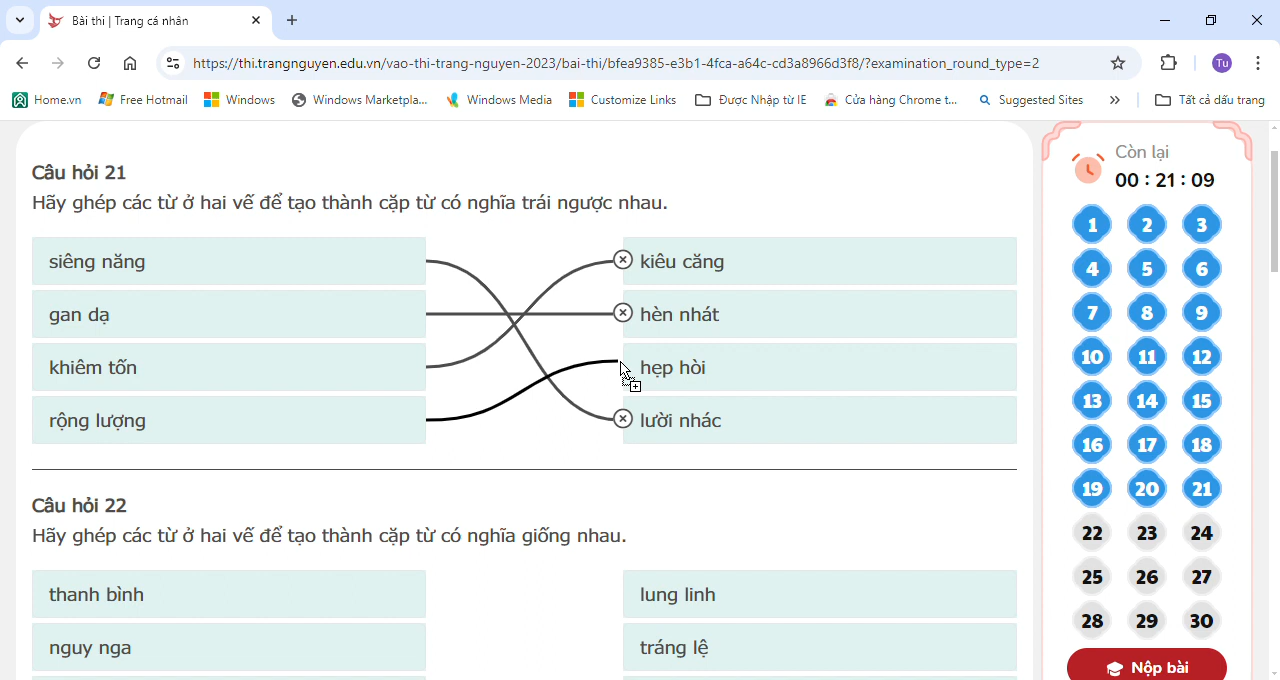 Bài thi | Trang cá nhân
https://thi.trangnguyen.edu.vn/vao-thi-trang-nguyen-2023/bai-thi/bfea9385-e3b1-4fca-a64c-cd3a8966d3f8/?examination_round_type=2
Tu
Home.vn Free Hotmail Windows Windows Marketpla... Windows Media Customize Links Được Nhập từ IE Cửa hàng Chrome t... Suggested Sites Tất cả dấu trang
Câu hỏi 21
Hãy ghép các từ ở hai vế để tạo thành cặp từ có nghĩa trái ngược nhau.
siêng năng kiêu căng
gan dạ hèn nhát
khiêm tốn hẹp hòi
rộng lượng lười nhác
Câu hỏi 22
Hãy ghép các từ ở hai vế để tạo thành cặp từ có nghĩa giống nhau.
thanh bình lung linh
nguy nga tráng lệ
Còn lại
00 : 21 : 09
1 2 3
4 5 6
7 8 9
10 11 12
13 14 15
16 17 18
19 20 21
22 23 24
25 26 27
28 29 30
Nộp bài